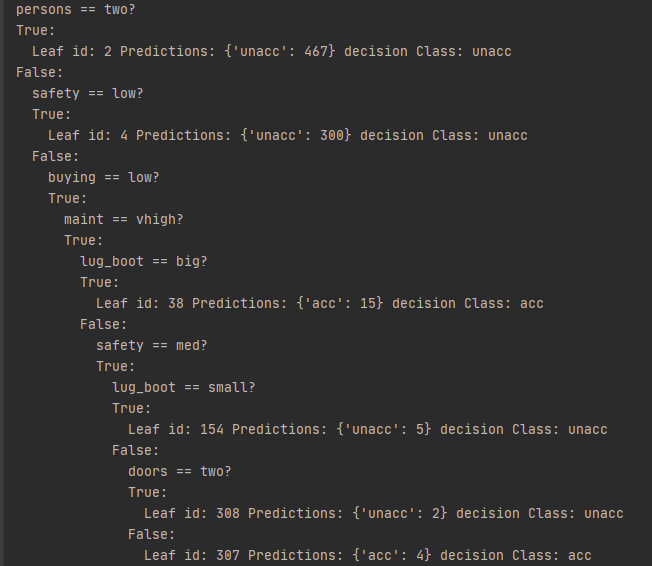 persons == two?
True:
  Leaf id: 2 Predictions: {'unacc': 467} decision Class: unacc
False:
  safety == low?
  True:
    Leaf id: 4 Predictions: {'unacc': 300} decision Class: unacc
  False:
    buying == low?
    True:
      maint == vhigh?
      True:
        lug_boot == big?
        True:
          Leaf id: 38 Predictions: {'acc': 15} decision Class: acc
        False:
          safety == med?
          True:
            lug_boot == small?
            True:
              Leaf id: 154 Predictions: {'unacc': 5} decision Class: unacc
            False:
              doors == two?
              True:
                Leaf id: 308 Predictions: {'unacc': 2} decision Class: unacc
              False:
                Leaf id: 307 Predictions: {'acc': 4} decision Class: acc